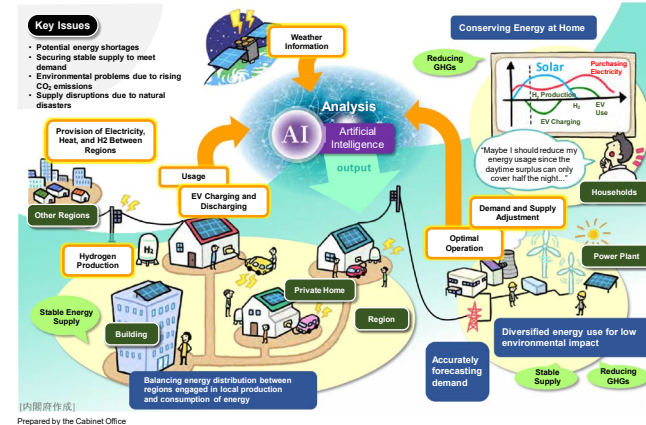 Key Issues
• Potential energy shortages
• Securing stable supply to meet
demand
• Environmental problems due to rising
CO₂ emissions
• Supply disruptions due to natural
disasters
Weather
Information
Conserving Energy at Home
Reducing
GHGs
Solar
Purchasing
Electricity
H₂ Production
H₂
EV
Use
EV Charging
Analysis
AI
Artificial
Intelligence
output
Provision of Electricity,
Heat, and H2 Between
Regions
Usage
EV Charging and
Discharging
"Maybe I should reduce my
energy usage since the
daytime surplus can only
cover half the night..."
Households
Other Regions
Demand and Supply
Adjustment
Optimal
Operation
Hydrogen
Production
H₂
Power Plant
Private Home
Stable Energy
Supply
Building
Region
Diversified energy use for low
environmental impact
Accurately
forecasting
demand
Stable
Supply
Reducing
GHGs
Balancing energy distribution between
regions engaged in local production
and consumption of energy
[内閣府作成]
Prepared by the Cabinet Office